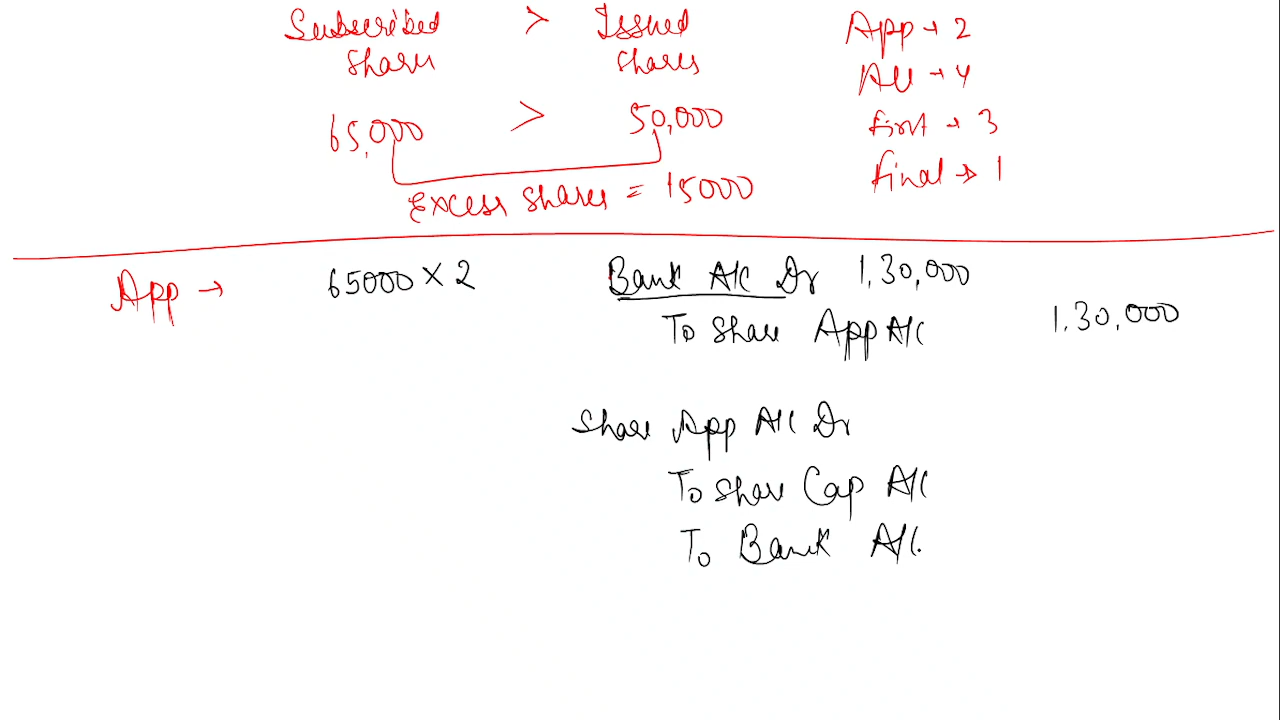 Subscribed > Issued
Shares shares
65,000 > 50,000
Excess Shares = 15000
App → 2
All → 4
first → 3
final → 1
App → 65000 × 2 Bank A/c Dr 1,30,000
To Share App A/c 1,30,000
Share App A/c Dr
To Share Cap A/c
To Bank A/c.